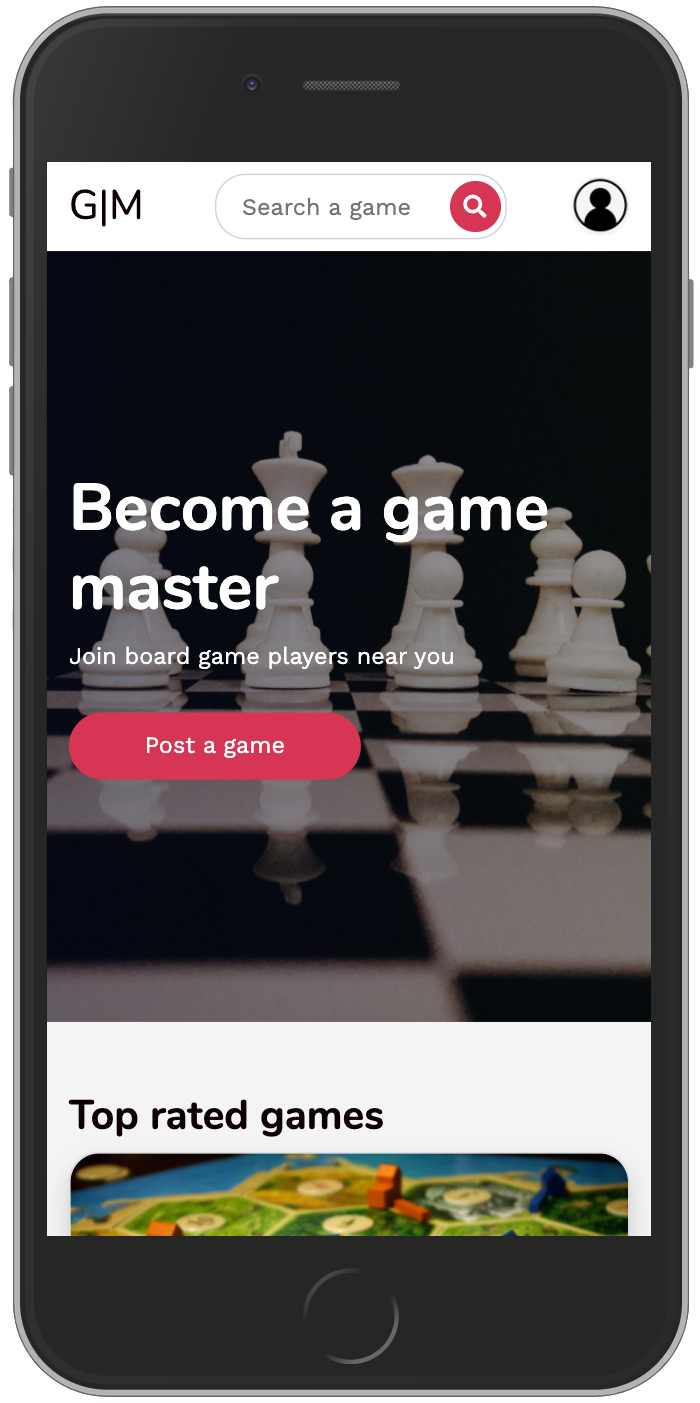 G|M
Search a game
Become a game
master
Join board game players near you
Post a game
Top rated games